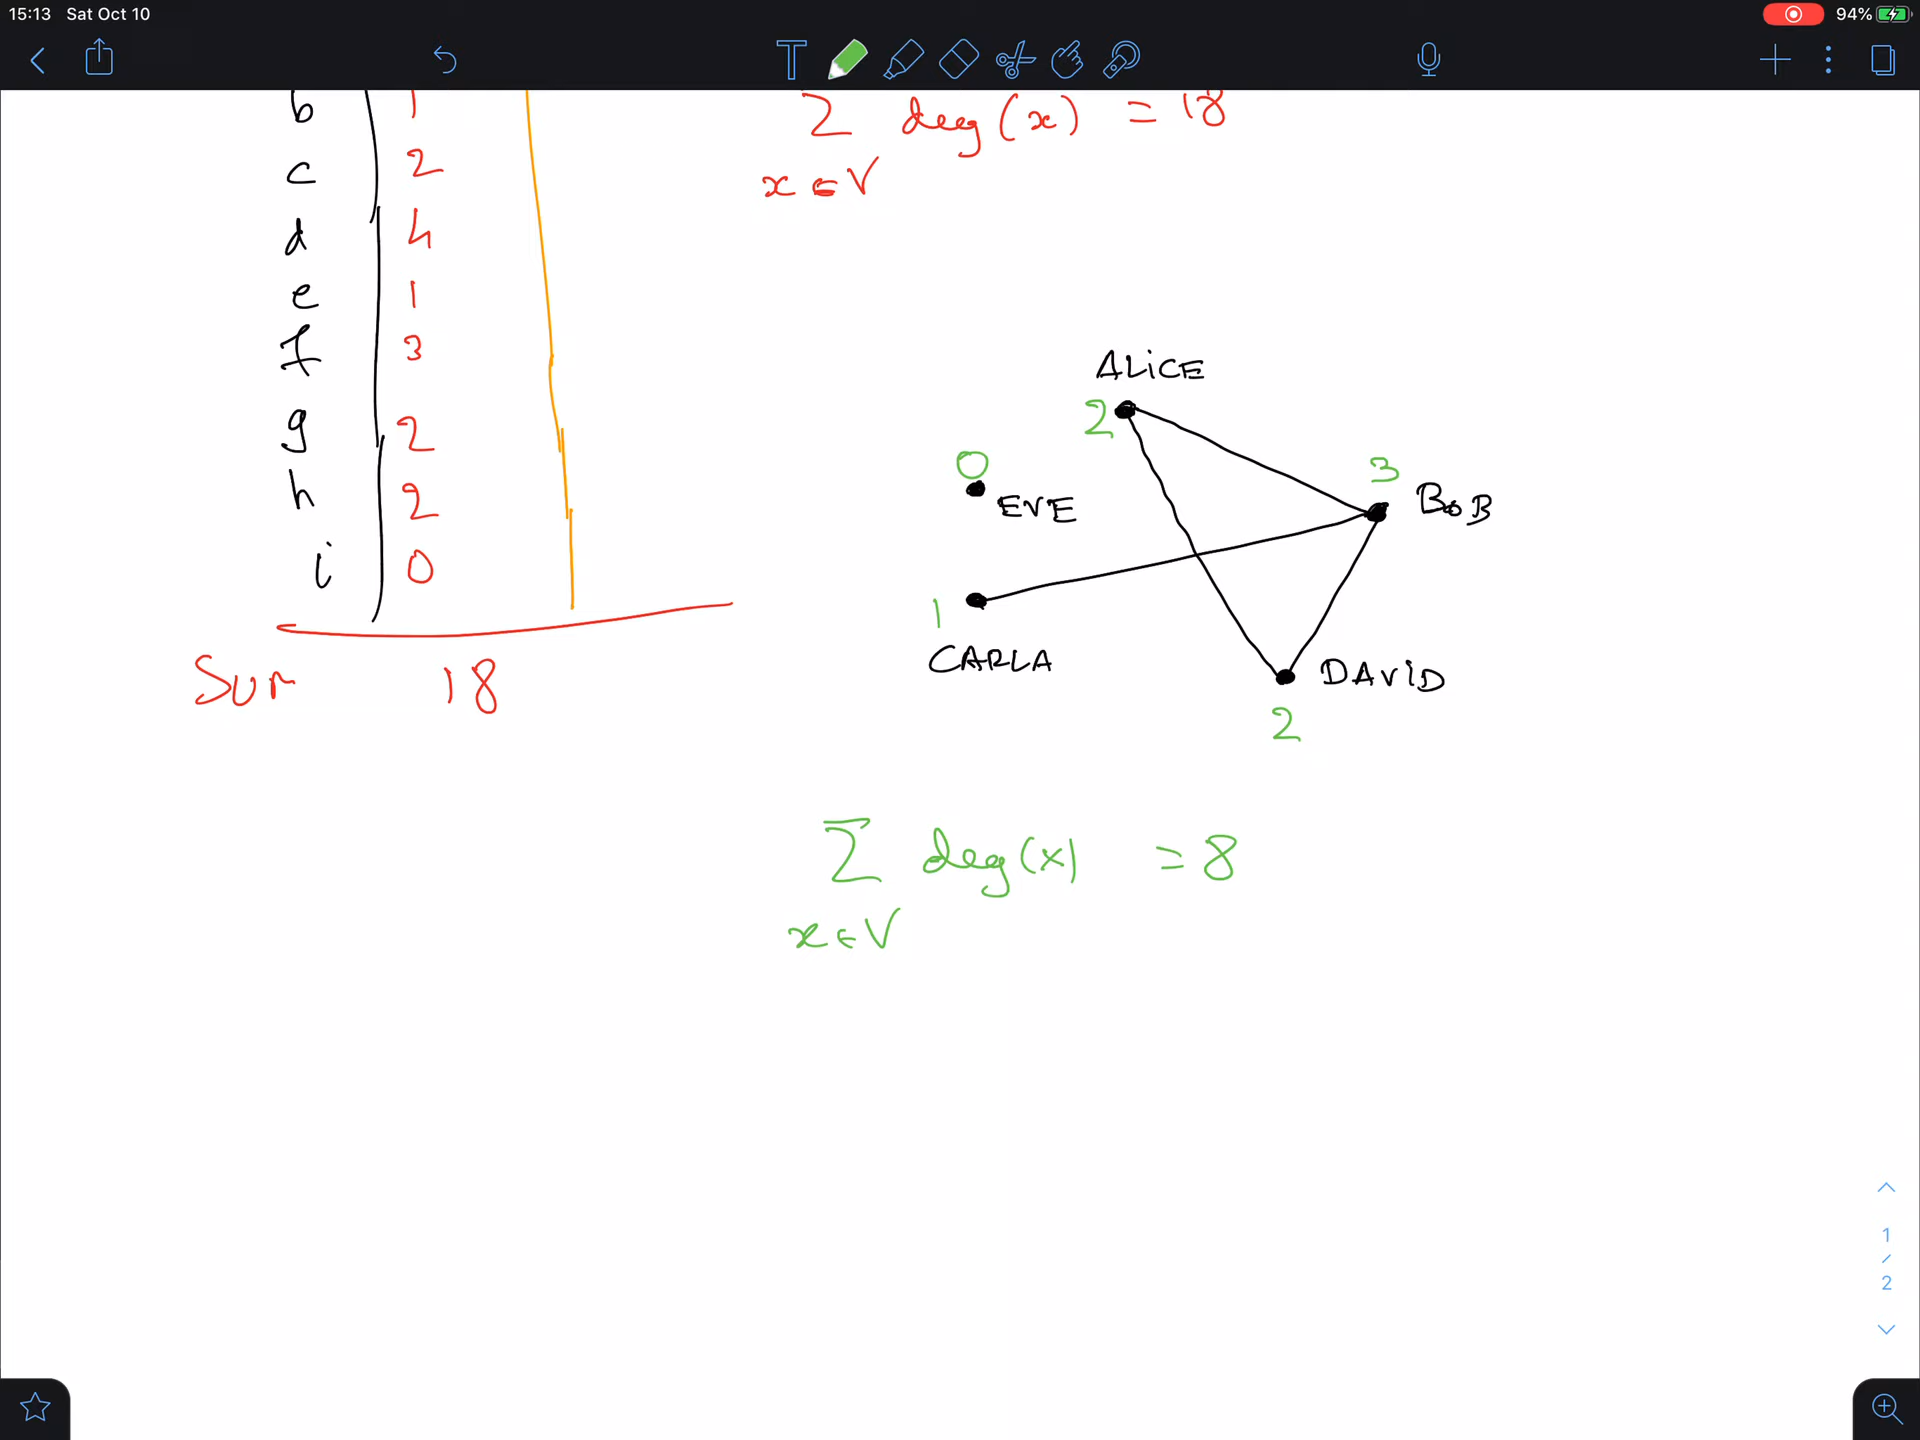 15:13 Sat Oct 10
94%
T
b 1
c 2
d 4
e 1
f 3
g 2
h 2
i 0
Sum 18
Σ deg(x) = 18
x ∈ V
ALiCE
2
0
EVE
3
BOB
1
CARLA
DAViD
2
Σ deg(x) = 8
x ∈ V
1
/
2